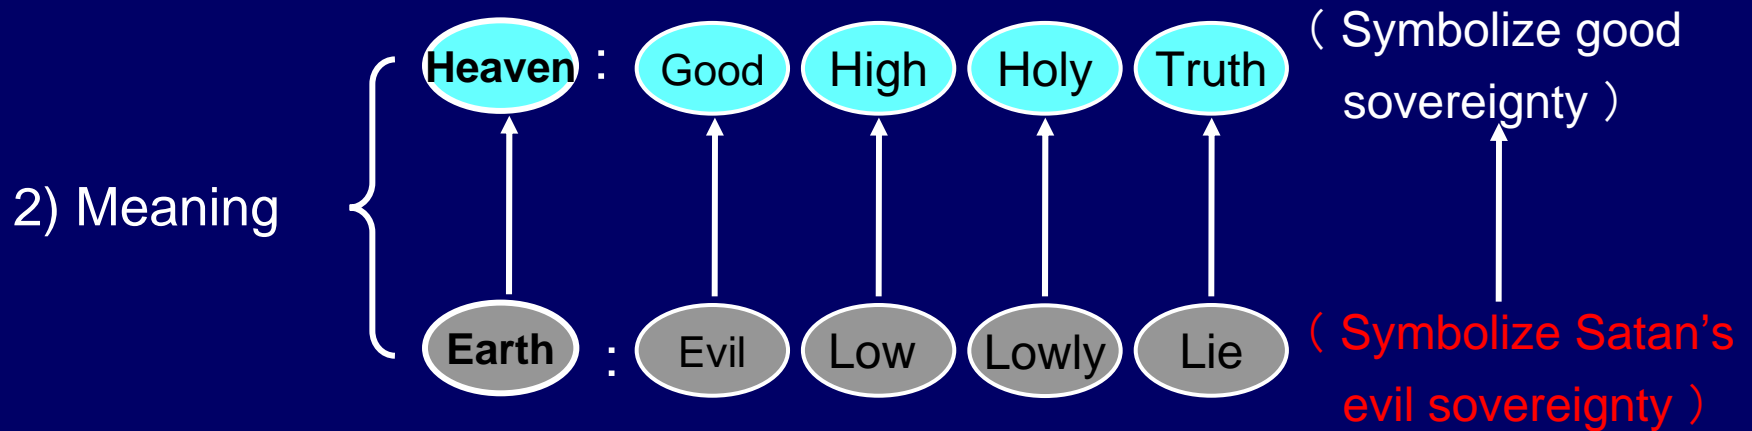 Heaven : Good High Holy Truth ( Symbolize good
sovereignty )
2) Meaning
Earth : Evil Low Lowly Lie ( Symbolize Satan’s
evil sovereignty )